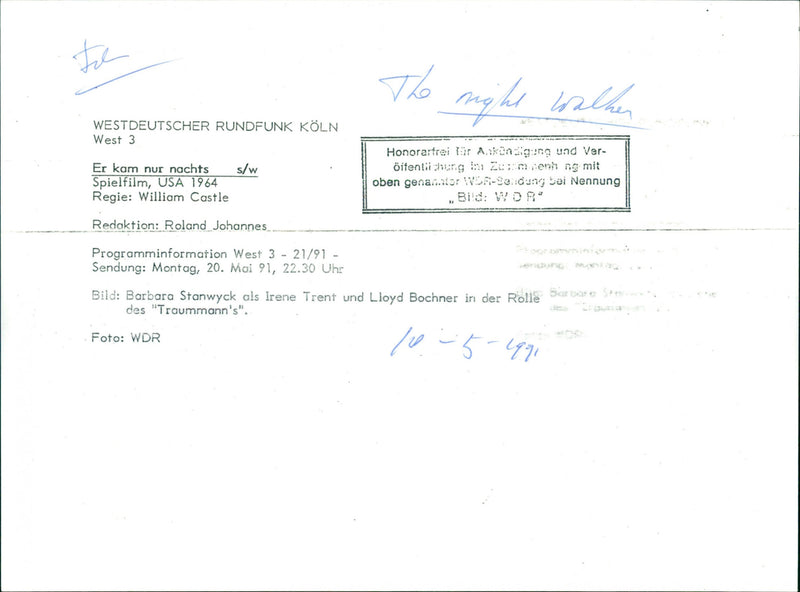 The night walker
WESTDEUTSCHER RUNDFUNK KÖLN
West 3
Er kam nur nachts s/w
Spielfilm, USA 1964
Regie: William Castle
Honorarfrei für Ankündigung und Ver-
öffentlichung im Zusammenhang mit
oben genannter WDR-Sendung bei Nennung
„Bild: W D R"
Redaktion: Roland Johannes
Programminformation West 3 - 21/91 -
Sendung: Montag, 20. Mai 91, 22.30 Uhr
Bild: Barbara Stanwyck als Irene Trent und Lloyd Bochner in der Rolle
des "Traummann's".
Foto: WDR
10-5-1991